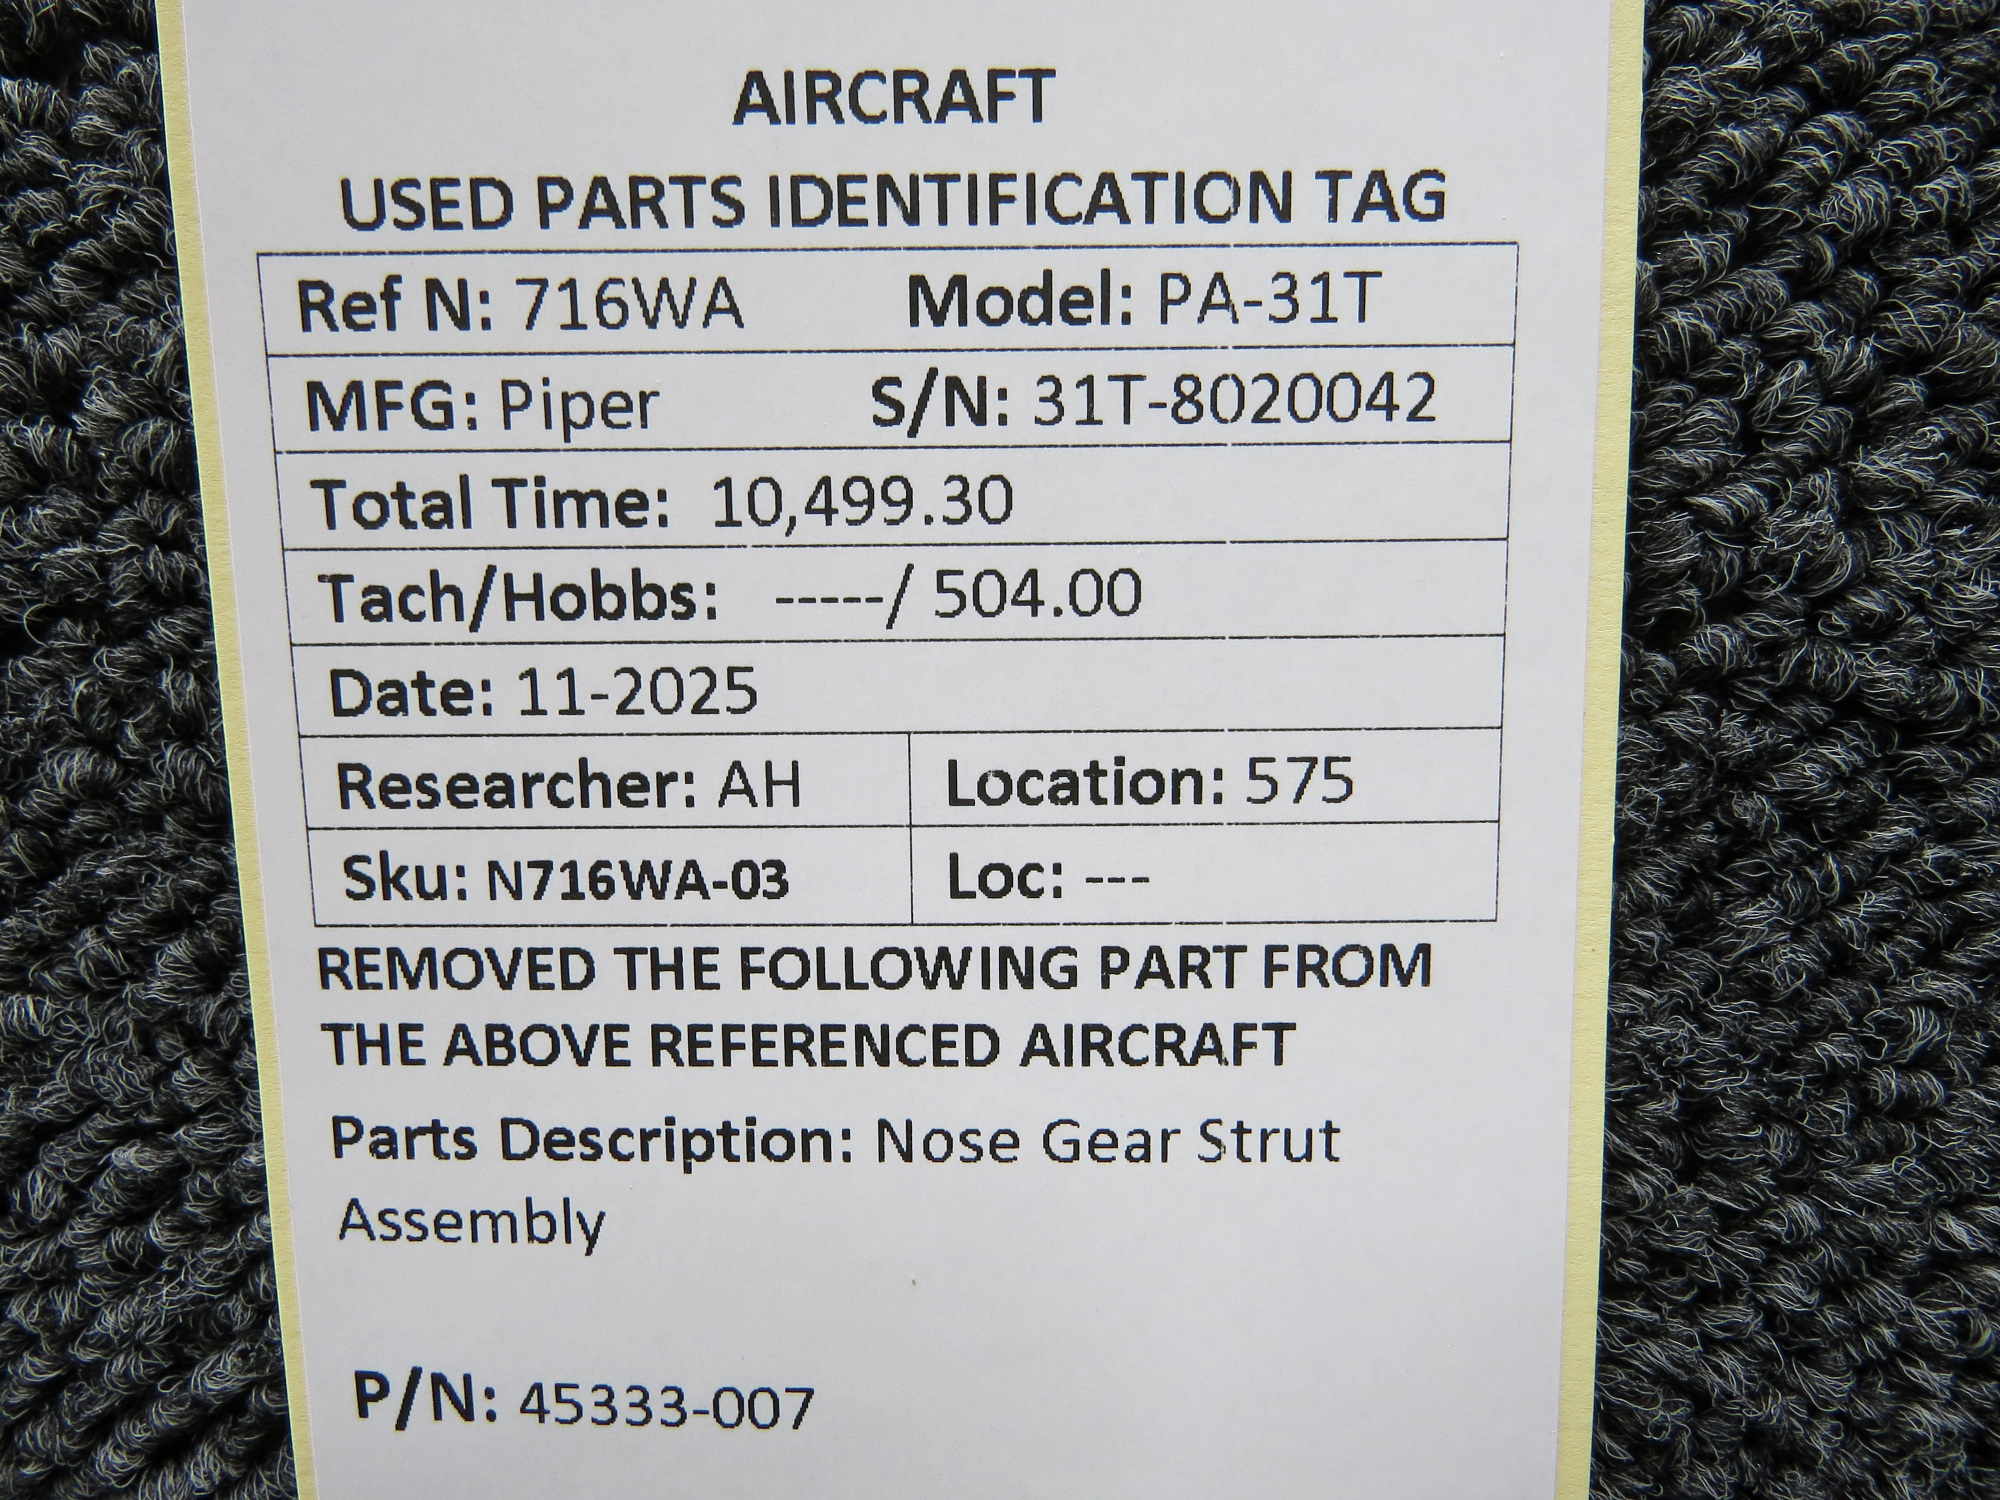 AIRCRAFT
USED PARTS IDENTIFICATION TAG
Ref N: 716WA Model: PA-31T
MFG: Piper S/N: 31T-8020042
Total Time: 10,499.30
Tach/Hobbs: -----/ 504.00
Date: 11-2025
Researcher: AH Location: 575
Sku: N716WA-03 Loc: ---
REMOVED THE FOLLOWING PART FROM
THE ABOVE REFERENCED AIRCRAFT
Parts Description: Nose Gear Strut
Assembly
P/N: 45333-007